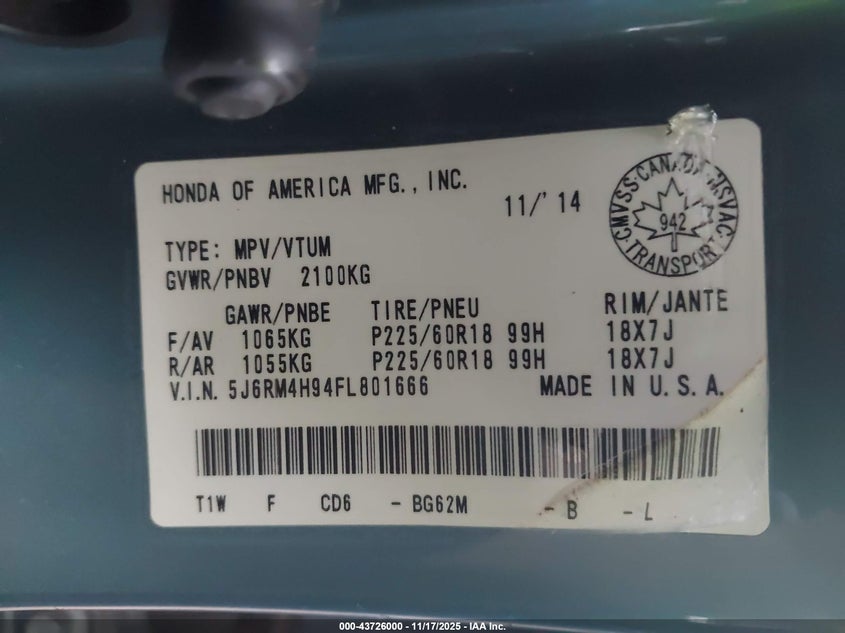 HONDA OF AMERICA MFG., INC.
11/'14
CMVSS·CANADA·MSVAC·TRANSPORT·
942
TYPE: MPV/VTUM
GVWR/PNBV 2100KG
GAWR/PNBE TIRE/PNEU RIM/JANTE
F/AV 1065KG P225/60R18 99H 18X7J
R/AR 1055KG P225/60R18 99H 18X7J
V.I.N. 5J6RM4H94FL801666 MADE IN U.S.A.
T1W F CD6 - BG62M - B - L
000-43726000 - 11/17/2025 - IAA Inc.